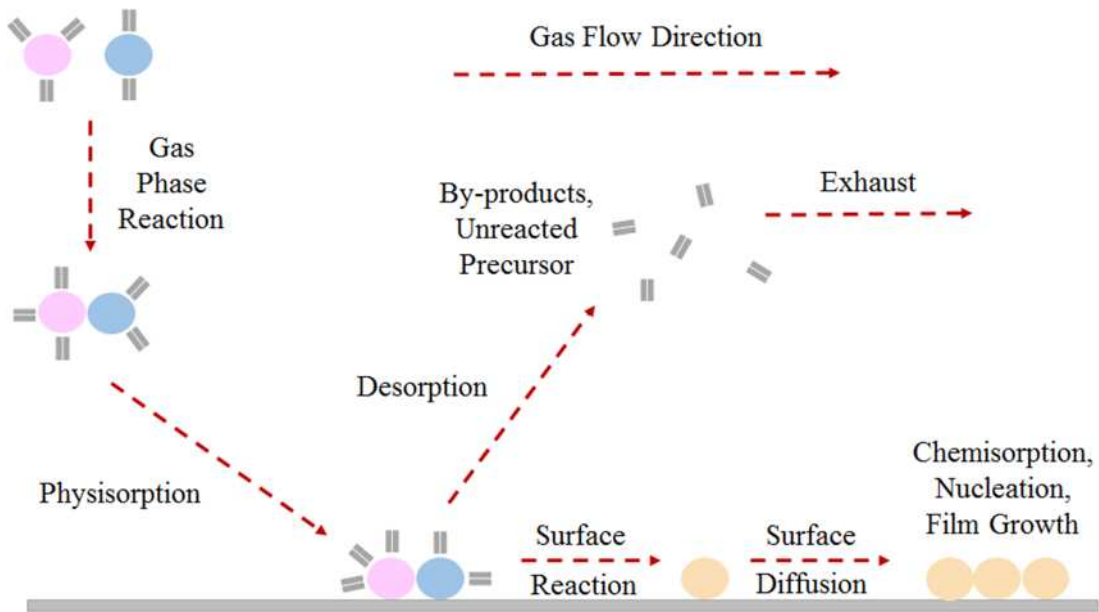 Gas Flow Direction
Gas
Phase
Reaction
By-products,
Unreacted
Precursor
Exhaust
Desorption
Physisorption
Surface
Reaction
Surface
Diffusion
Chemisorption,
Nucleation,
Film Growth